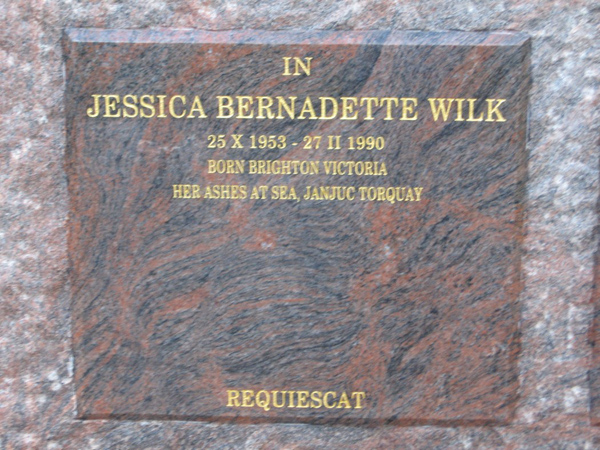 IN
JESSICA BERNADETTE WILK
25 X 1953 - 27 II 1990
BORN BRIGHTON VICTORIA
HER ASHES AT SEA, JANJUC TORQUAY
REQUIESCAT